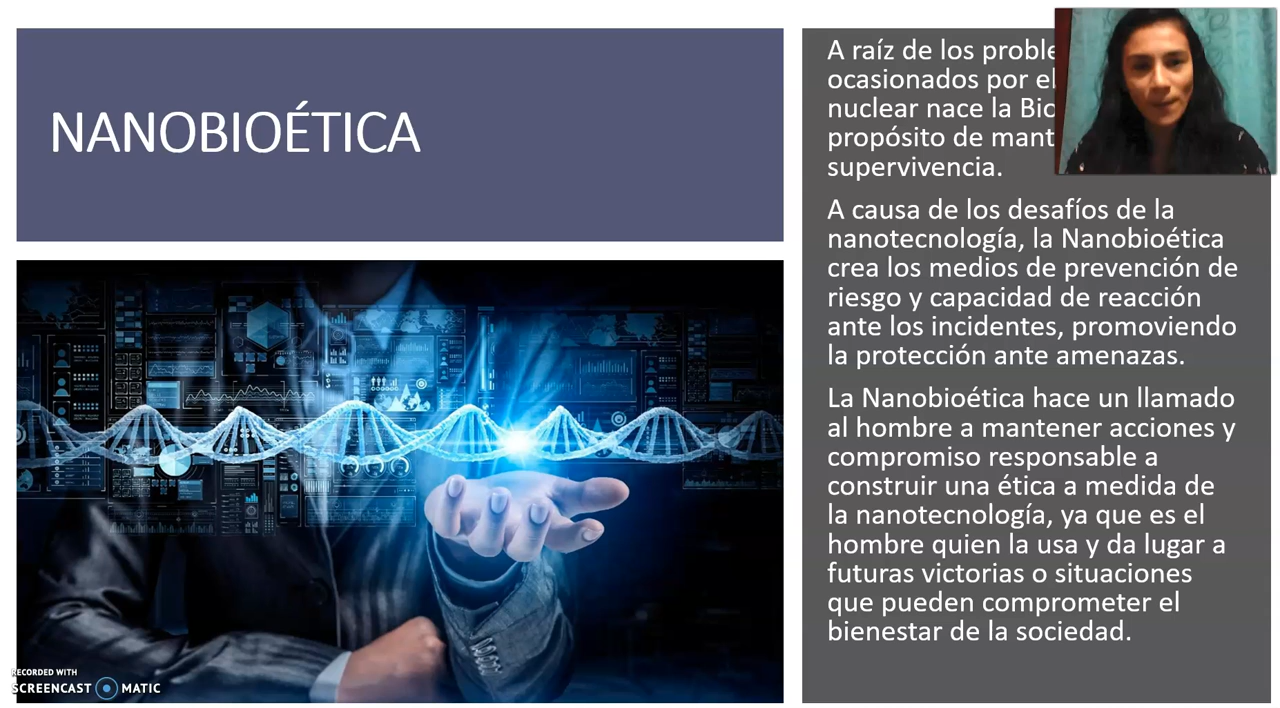 NANOBIOÉTICA
A raíz de los
ocasionados por
nuclear nace la
propósito de
supervivencia.
A causa de los desafíos de la
nanotecnología, la Nanobioética
crea los medios de prevención de
riesgo y capacidad de reacción
ante los incidentes, promoviendo
la protección ante amenazas.
La Nanobioética hace un llamado
al hombre a mantener acciones y
compromiso responsable a
construir una ética a medida de
la nanotecnología, ya que es el
hombre quien la usa y da lugar a
futuras victorias o situaciones
que pueden comprometer el
bienestar de la sociedad.
RECORDED WITH
SCREENCAST MATIC